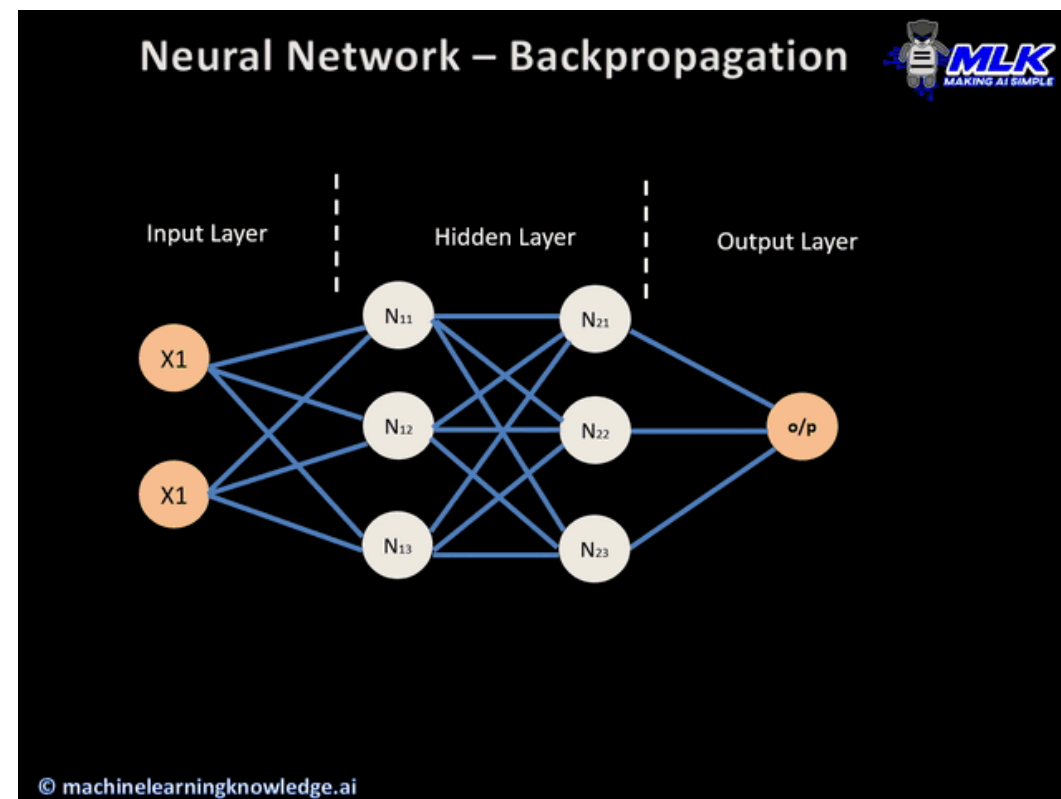 Neural Network – Backpropagation
MLK
MAKING AI SIMPLE
Input Layer
Hidden Layer
Output Layer
X1
X1
N₁₁
N₁₂
N₁₃
N₂₁
N₂₂
N₂₃
o/p
© machinelearningknowledge.ai